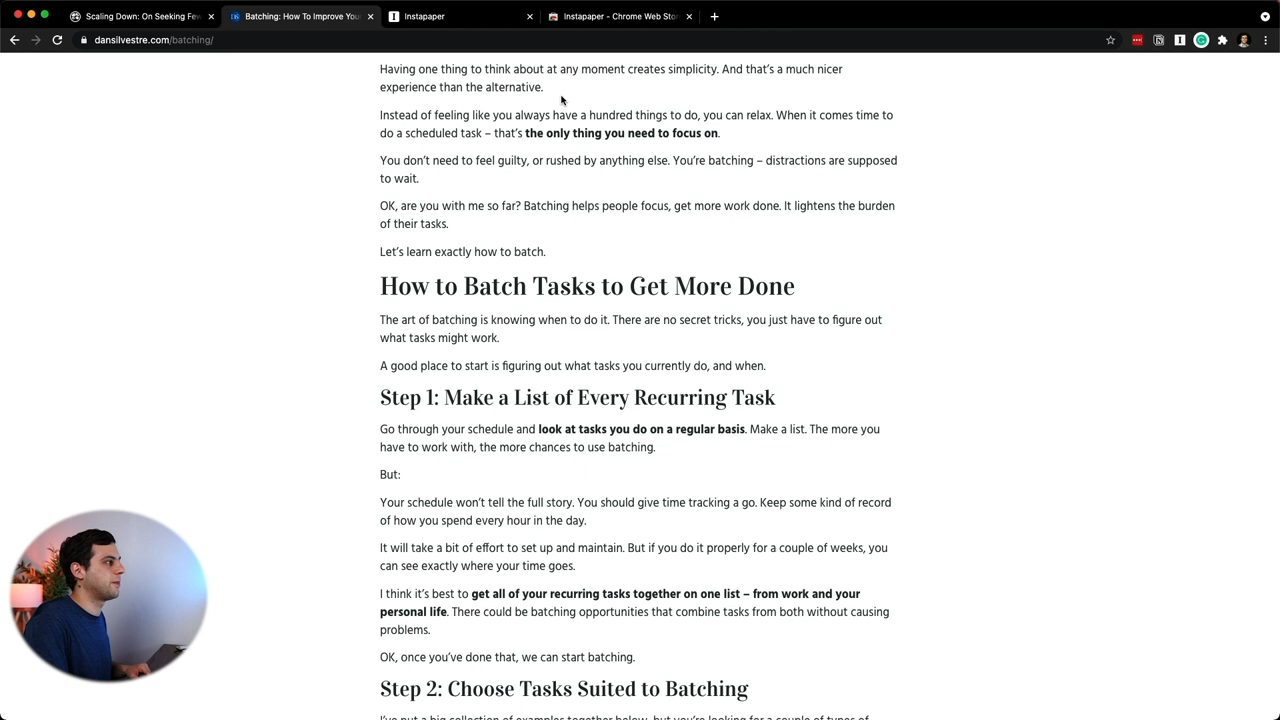 Scaling Down: On Seeking Few
Batching: How To Improve You
Instapaper
Instapaper - Chrome Web Stor
dansilvestre.com/batching/
Having one thing to think about at any moment creates simplicity. And that's a much nicer
experience than the alternative.
Instead of feeling like you always have a hundred things to do, you can relax. When it comes time to
do a scheduled task – that's the only thing you need to focus on.
You don't need to feel guilty, or rushed by anything else. You're batching – distractions are supposed
to wait.
OK, are you with me so far? Batching helps people focus, get more work done. It lightens the burden
of their tasks.
Let's learn exactly how to batch.
How to Batch Tasks to Get More Done
The art of batching is knowing when to do it. There are no secret tricks, you just have to figure out
what tasks might work.
A good place to start is figuring out what tasks you currently do, and when.
Step 1: Make a List of Every Recurring Task
Go through your schedule and look at tasks you do on a regular basis. Make a list. The more you
have to work with, the more chances to use batching.
But:
Your schedule won't tell the full story. You should give time tracking a go. Keep some kind of record
of how you spend every hour in the day.
It will take a bit of effort to set up and maintain. But if you do it properly for a couple of weeks, you
can see exactly where your time goes.
I think it's best to get all of your recurring tasks together on one list – from work and your
personal life. There could be batching opportunities that combine tasks from both without causing
problems.
OK, once you've done that, we can start batching.
Step 2: Choose Tasks Suited to Batching
I've put a big collection of examples together below, but you're looking for a couple of types of